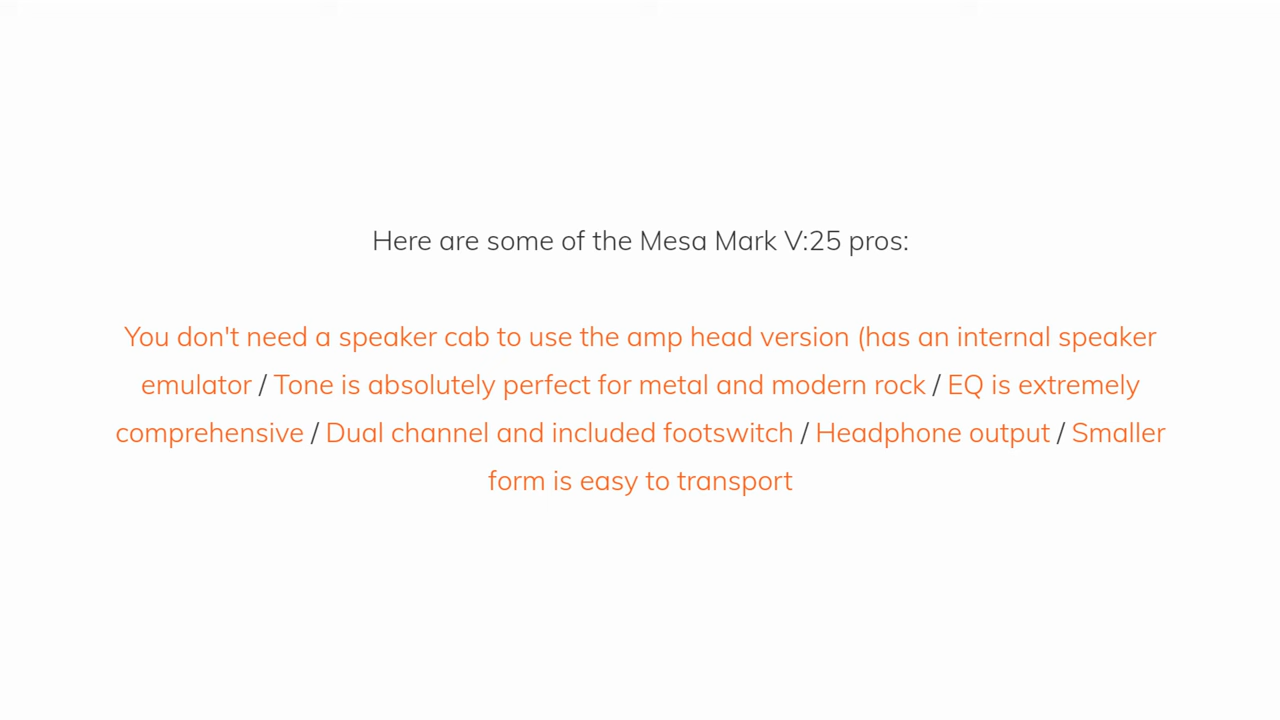 Here are some of the Mesa Mark V:25 pros:
You don't need a speaker cab to use the amp head version (has an internal speaker
emulator / Tone is absolutely perfect for metal and modern rock / EQ is extremely
comprehensive / Dual channel and included footswitch / Headphone output / Smaller
form is easy to transport